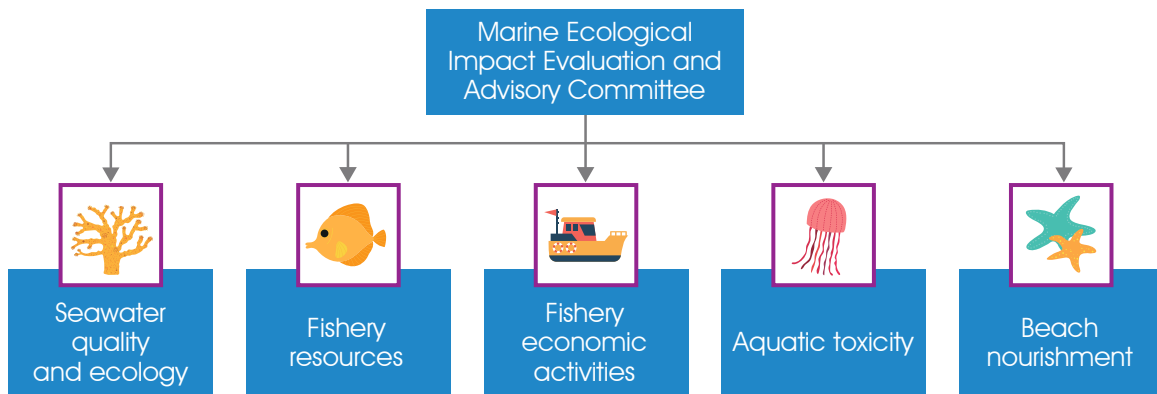 Marine Ecological
Impact Evaluation and
Advisory Committee
Seawater
quality
and ecology
Fishery
resources
Fishery
economic
activities
Aquatic toxicity
Beach
nourishment